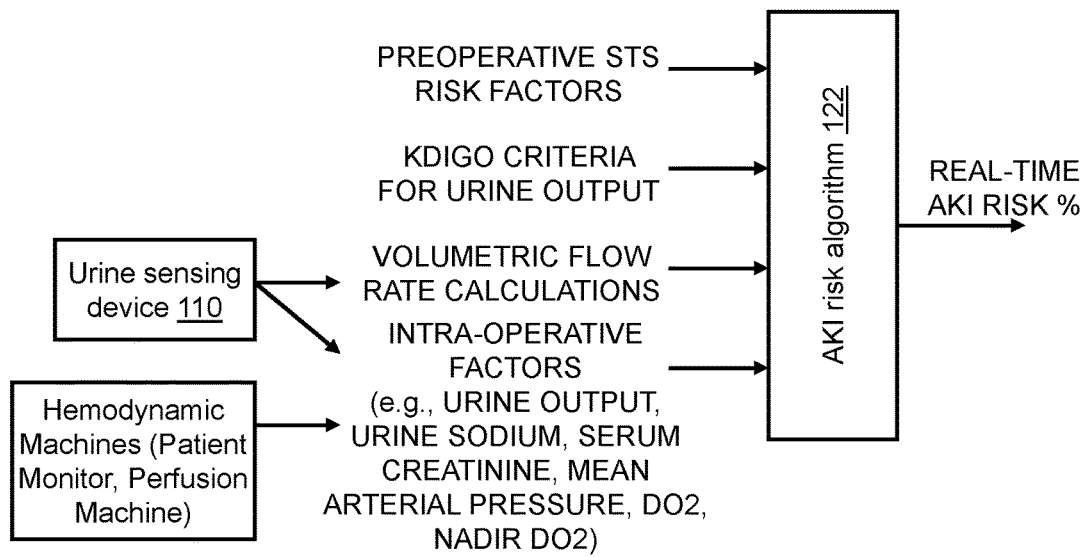 PREOPERATIVE STS
RISK FACTORS
KDIGO CRITERIA
FOR URINE OUTPUT
Urine sensing
device 110
VOLUMETRIC FLOW
RATE CALCULATIONS
Hemodynamic
Machines (Patient
Monitor, Perfusion
Machine)
INTRA-OPERATIVE
FACTORS
(e.g., URINE OUTPUT,
URINE SODIUM, SERUM
CREATININE, MEAN
ARTERIAL PRESSURE, DO2,
NADIR DO2)
AKI risk algorithm 122
REAL-TIME
AKI RISK %